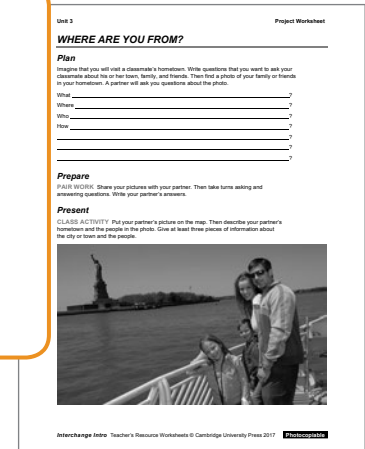 Unit 3 Project Worksheet
WHERE ARE YOU FROM?
Plan
Imagine that you will visit a classmate's hometown. Write questions that you want to ask your
classmate about his or her town, family, and friends. Then find a photo of your family or friends
in your hometown. A partner will ask you questions about the photo.
What ?
Where ?
Who ?
How ?
?
?
?
Prepare
PAIR WORK Share your pictures with your partner. Then take turns asking and
answering questions. Write your partner's answers.
Present
CLASS ACTIVITY Put your partner's picture on the map. Then describe your partner's
hometown and the people in the photo. Give at least three pieces of information about
the city or town and the people.
Interchange Intro Teacher's Resource Worksheets © Cambridge University Press 2017 Photocopiable